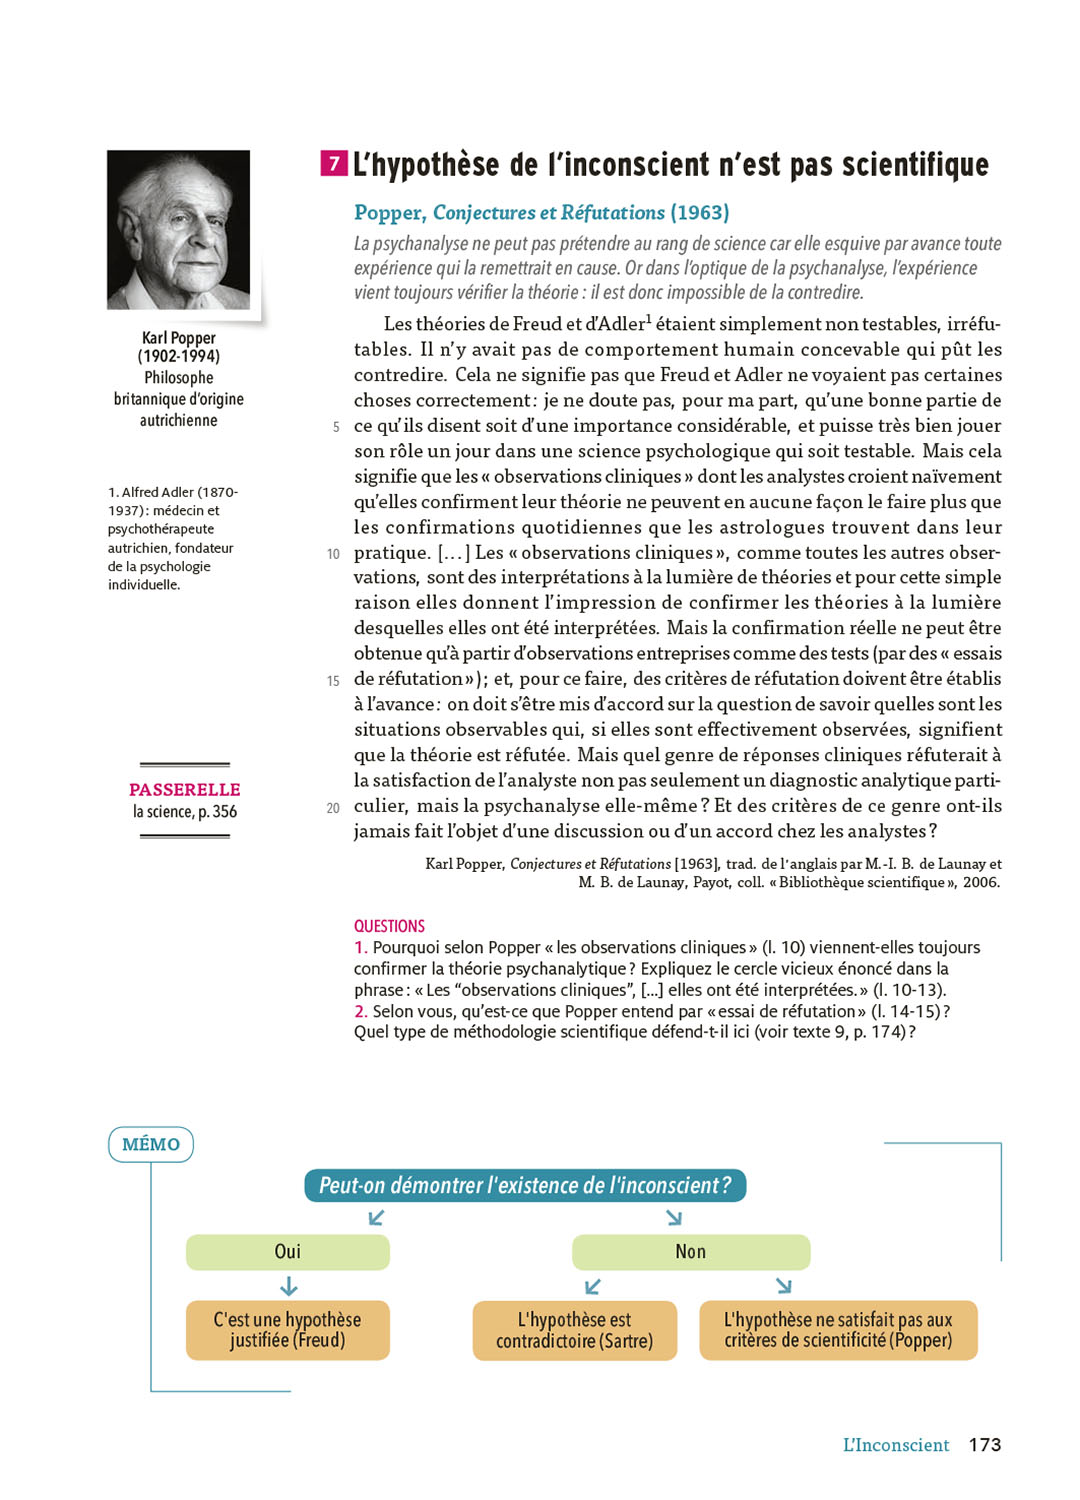 7 L’hypothèse de l’inconscient n’est pas scientifique
Popper, Conjectures et Réfutations (1963)
La psychanalyse ne peut pas prétendre au rang de science car elle esquive par avance toute
expérience qui la remettrait en cause. Or dans l’optique de la psychanalyse, l’expérience
vient toujours vérifier la théorie : il est donc impossible de la contredire.
Karl Popper
(1902-1994)
Philosophe
britannique d’origine
autrichienne
1. Alfred Adler (1870-
1937) : médecin et
psychothérapeute
autrichien, fondateur
de la psychologie
individuelle.
PASSERELLE
la science, p. 356
Les théories de Freud et d’Adler1 étaient simplement non testables, irréfu-
tables. Il n’y avait pas de comportement humain concevable qui pût les
contredire. Cela ne signifie pas que Freud et Adler ne voyaient pas certaines
choses correctement : je ne doute pas, pour ma part, qu’une bonne partie de
5 ce qu’ils disent soit d’une importance considérable, et puisse très bien jouer
son rôle un jour dans une science psychologique qui soit testable. Mais cela
signifie que les « observations cliniques » dont les analystes croient naïvement
qu’elles confirment leur théorie ne peuvent en aucune façon le faire plus que
les confirmations quotidiennes que les astrologues trouvent dans leur
10 pratique. [...] Les « observations cliniques », comme toutes les autres obser-
vations, sont des interprétations à la lumière de théories et pour cette simple
raison elles donnent l’impression de confirmer les théories à la lumière
desquelles elles ont été interprétées. Mais la confirmation réelle ne peut être
obtenue qu’à partir d’observations entreprises comme des tests (par des « essais
15 de réfutation ») ; et, pour ce faire, des critères de réfutation doivent être établis
à l’avance : on doit s’être mis d’accord sur la question de savoir quelles sont les
situations observables qui, si elles sont effectivement observées, signifient
que la théorie est réfutée. Mais quel genre de réponses cliniques réfuterait à
la satisfaction de l’analyste non pas seulement un diagnostic analytique parti-
20 culier, mais la psychanalyse elle-même ? Et des critères de ce genre ont-ils
jamais fait l’objet d’une discussion ou d’un accord chez les analystes ?
Karl Popper, Conjectures et Réfutations [1963], trad. de l’anglais par M.-I. B. de Launay et
M. B. de Launay, Payot, coll. « Bibliothèque scientifique », 2006.
QUESTIONS
1. Pourquoi selon Popper « les observations cliniques » (l. 10) viennent-elles toujours
confirmer la théorie psychanalytique ? Expliquez le cercle vicieux énoncé dans la
phrase : « Les “observations cliniques”, [...] elles ont été interprétées. » (l. 10-13).
2. Selon vous, qu’est-ce que Popper entend par « essai de réfutation » (l. 14-15) ?
Quel type de méthodologie scientifique défend-t-il ici (voir texte 9, p. 174) ?
MÉMO
Peut-on démontrer l'existence de l'inconscient ?
Oui
Non
C'est une hypothèse
justifiée (Freud)
L'hypothèse est
contradictoire (Sartre)
L'hypothèse ne satisfait pas aux
critères de scientificité (Popper)
L’Inconscient 173